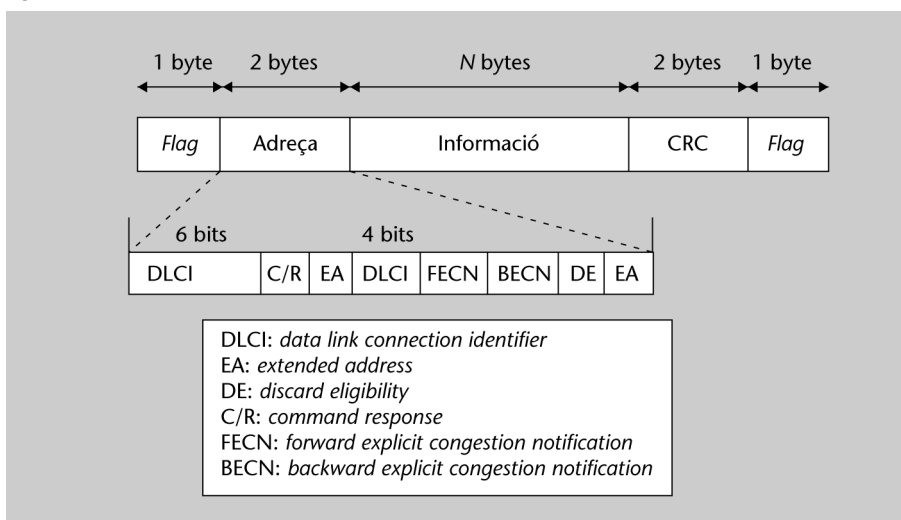 1 byte 2 bytes N bytes 2 bytes 1 byte
Flag Adreça Informació CRC Flag
6 bits 4 bits
DLCI C/R EA DLCI FECN BECN DE EA
DLCI: data link connection identifier
EA: extended address
DE: discard eligibility
C/R: command response
FECN: forward explicit congestion notification
BECN: backward explicit congestion notification